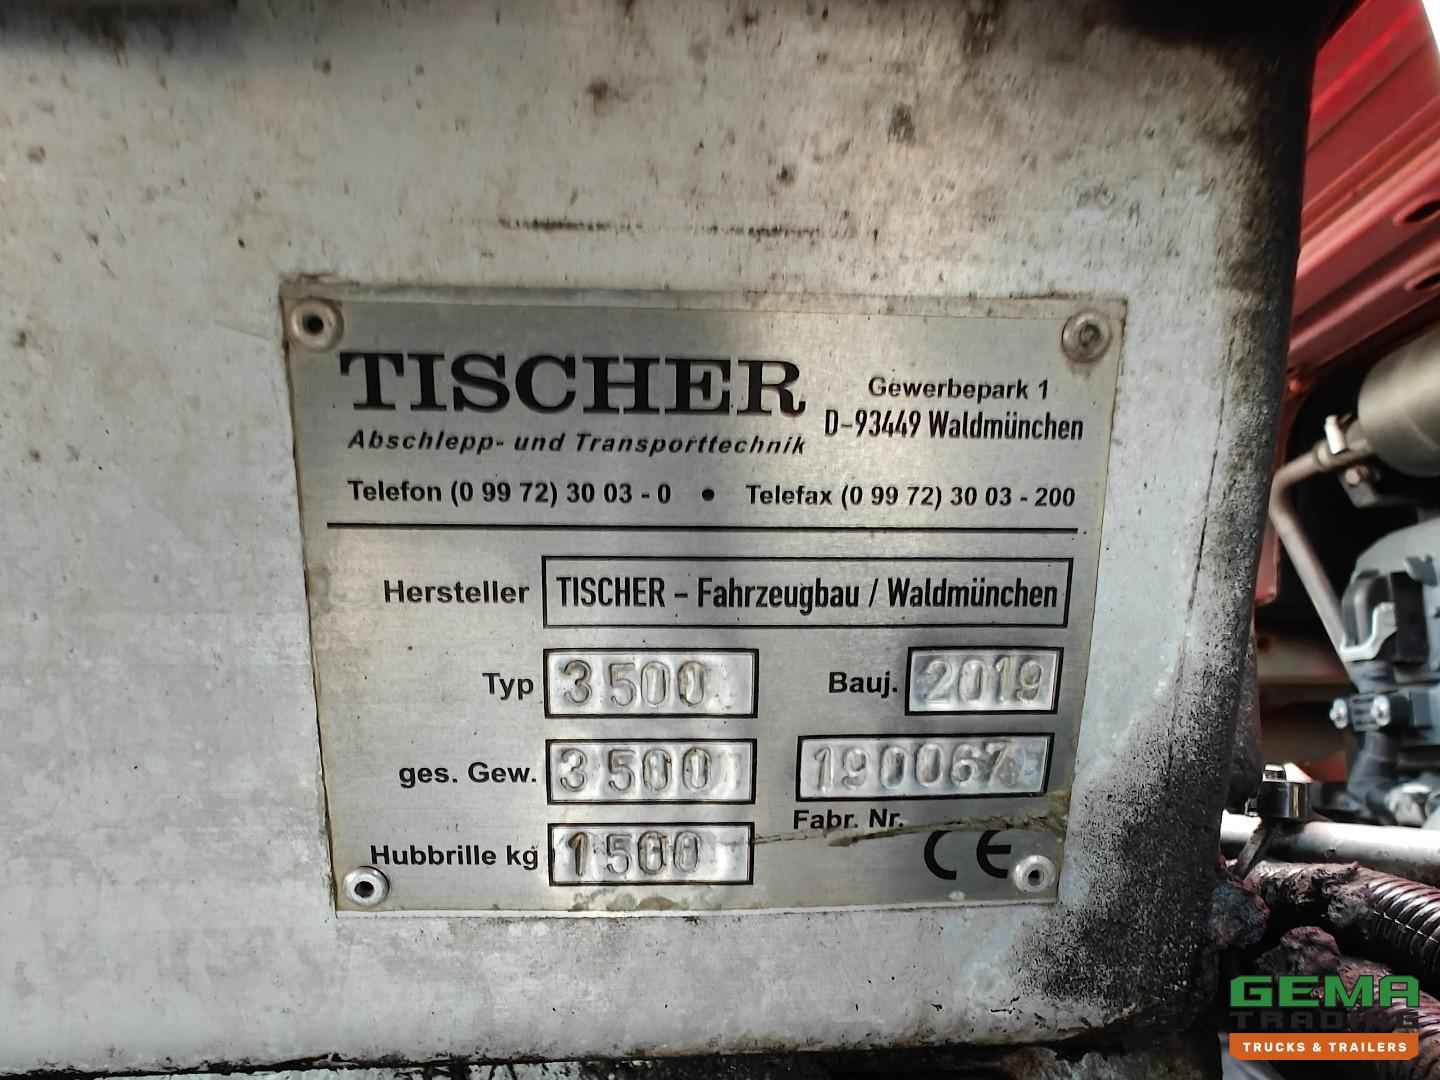 TISCHER
Abschlepp- und Transporttechnik
Gewerbepark 1
D-93449 Waldmünchen
Telefon (0 99 72) 30 03 - 0 • Telefax (0 99 72) 30 03 - 200
Hersteller TISCHER - Fahrzeugbau / Waldmünchen
Typ 3500 Bauj. 2019
ges. Gew. 3500 190067
Fabr. Nr.
Hubbrille kg 1500 CE
GEMA
TRADING
TRUCKS & TRAILERS